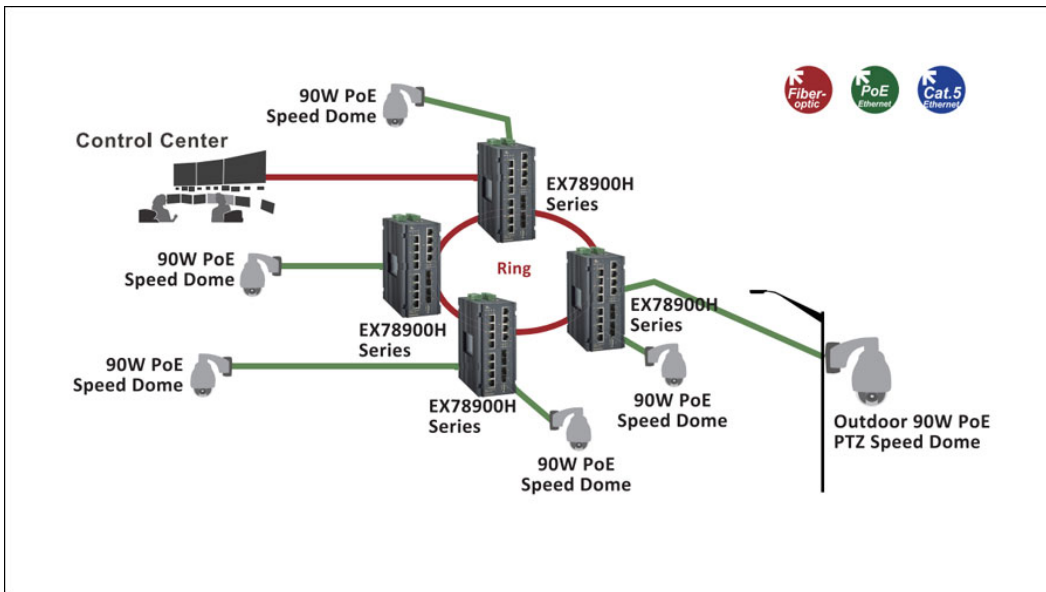 90W PoE
Speed Dome
Fiber-
optic
PoE
Ethernet
Cat.5
Ethernet
Control Center
EX78900H
Series
90W PoE
Speed Dome
Ring
EX78900H
Series
EX78900H
Series
90W PoE
Speed Dome
EX78900H
Series
90W PoE
Speed Dome
Outdoor 90W PoE
PTZ Speed Dome
90W PoE
Speed Dome